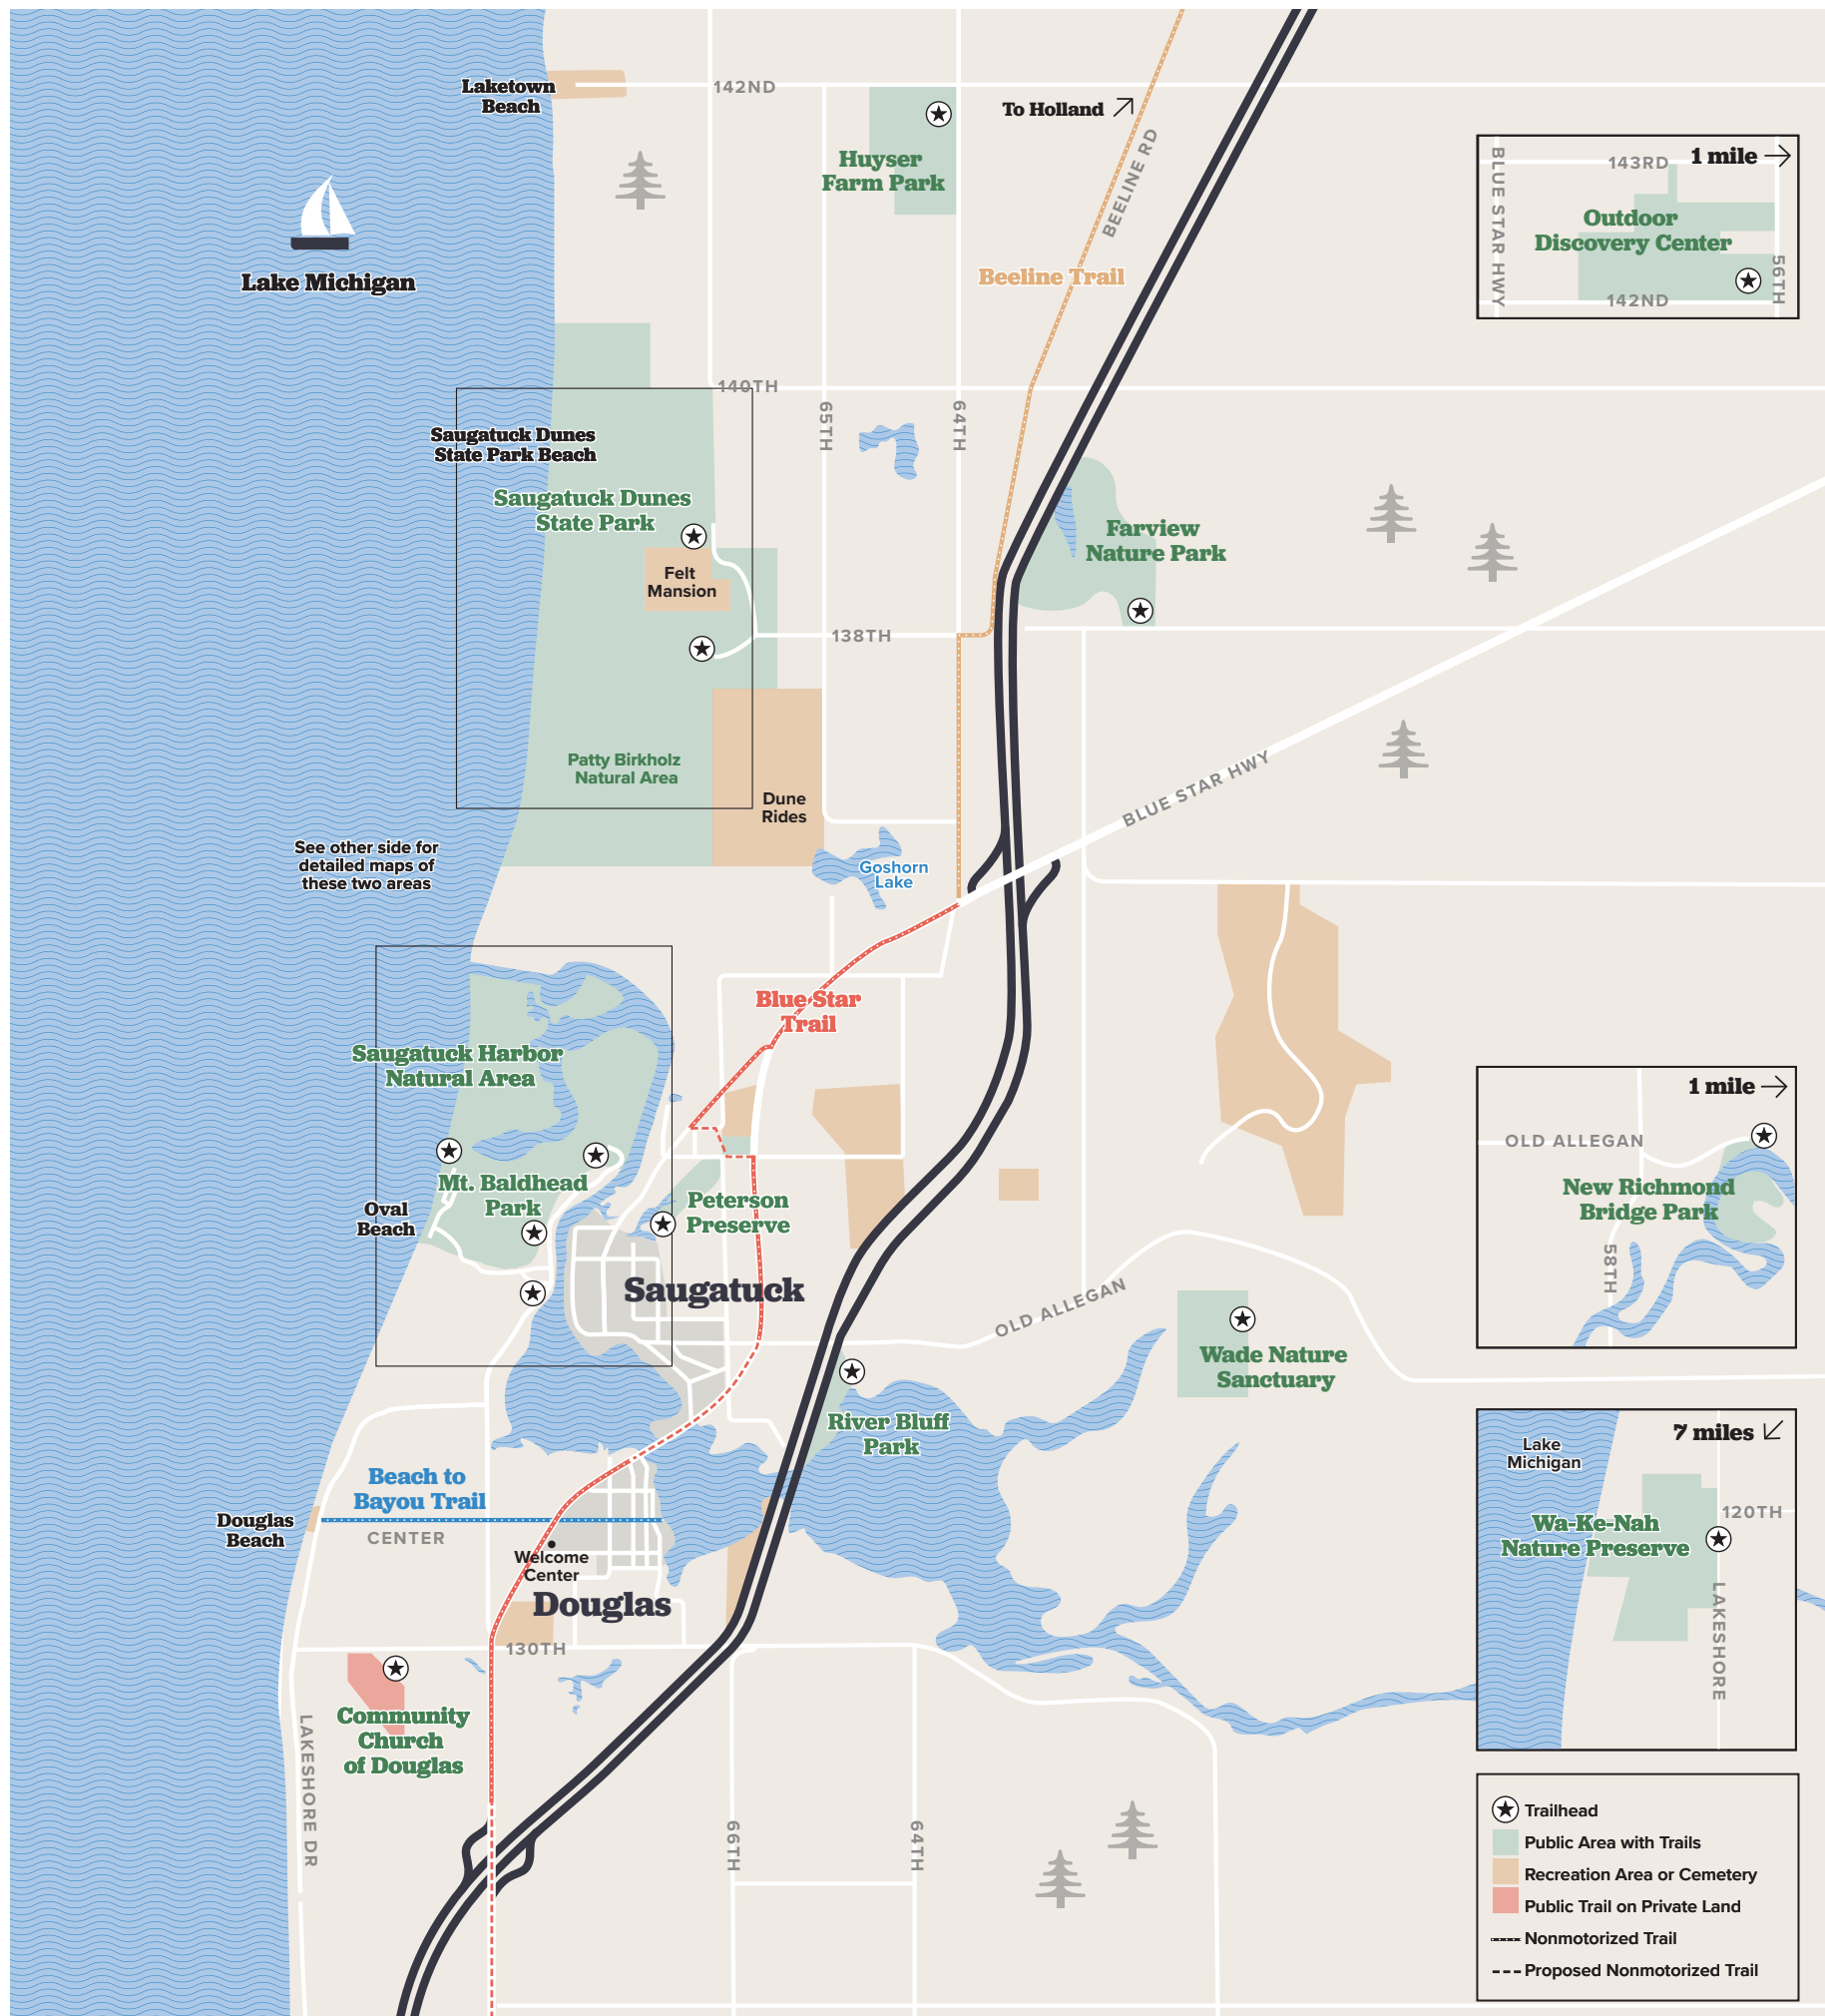 Laketown
Beach
142ND
To Holland
BEELINE RD
Huyser
Farm Park
Beeline Trail
Lake Michigan
BLUE STAR HWY
143RD
1 mile
Outdoor
Discovery Center
56TH
142ND
140TH
65TH
64TH
Saugatuck Dunes
State Park Beach
Saugatuck Dunes
State Park
Felt
Mansion
Farview
Nature Park
138TH
Patty Birkholz
Natural Area
Dune
Rides
BLUE STAR HWY
See other side for
detailed maps of
these two areas
Goshorn
Lake
Blue Star
Trail
Saugatuck Harbor
Natural Area
Mt. Baldhead
Park
Oval
Beach
Peterson
Preserve
Saugatuck
OLD ALLEGAN
Wade Nature
Sanctuary
River Bluff
Park
1 mile
OLD ALLEGAN
New Richmond
Bridge Park
58TH
Beach to
Bayou Trail
Douglas
Beach
CENTER
Welcome
Center
Douglas
130TH
Community
Church
of Douglas
LAKESHORE DR
66TH
64TH
7 miles
Lake
Michigan
120TH
Wa-Ke-Nah
Nature Preserve
LAKESHORE
Trailhead
Public Area with Trails
Recreation Area or Cemetery
Public Trail on Private Land
Nonmotorized Trail
Proposed Nonmotorized Trail